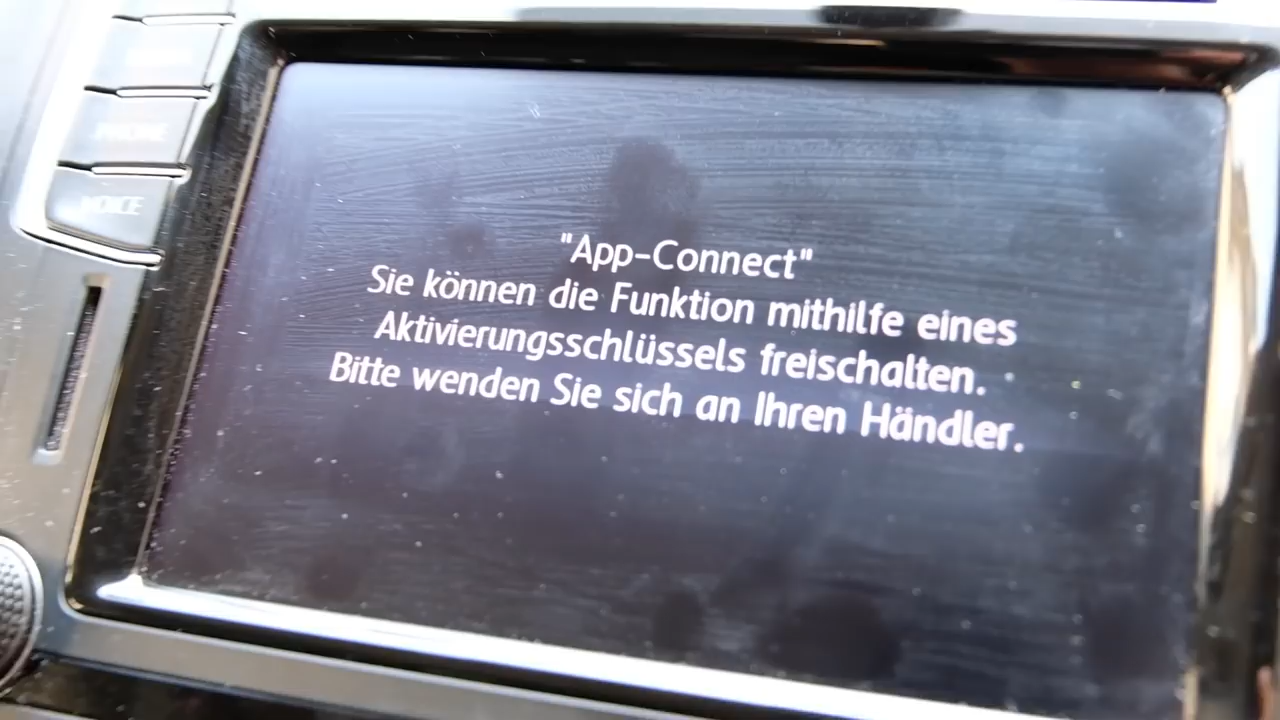 PHONE
VOICE
"App-Connect"
Sie können die Funktion mithilfe eines
Aktivierungsschlüssels freischalten.
Bitte wenden Sie sich an Ihren Händler.